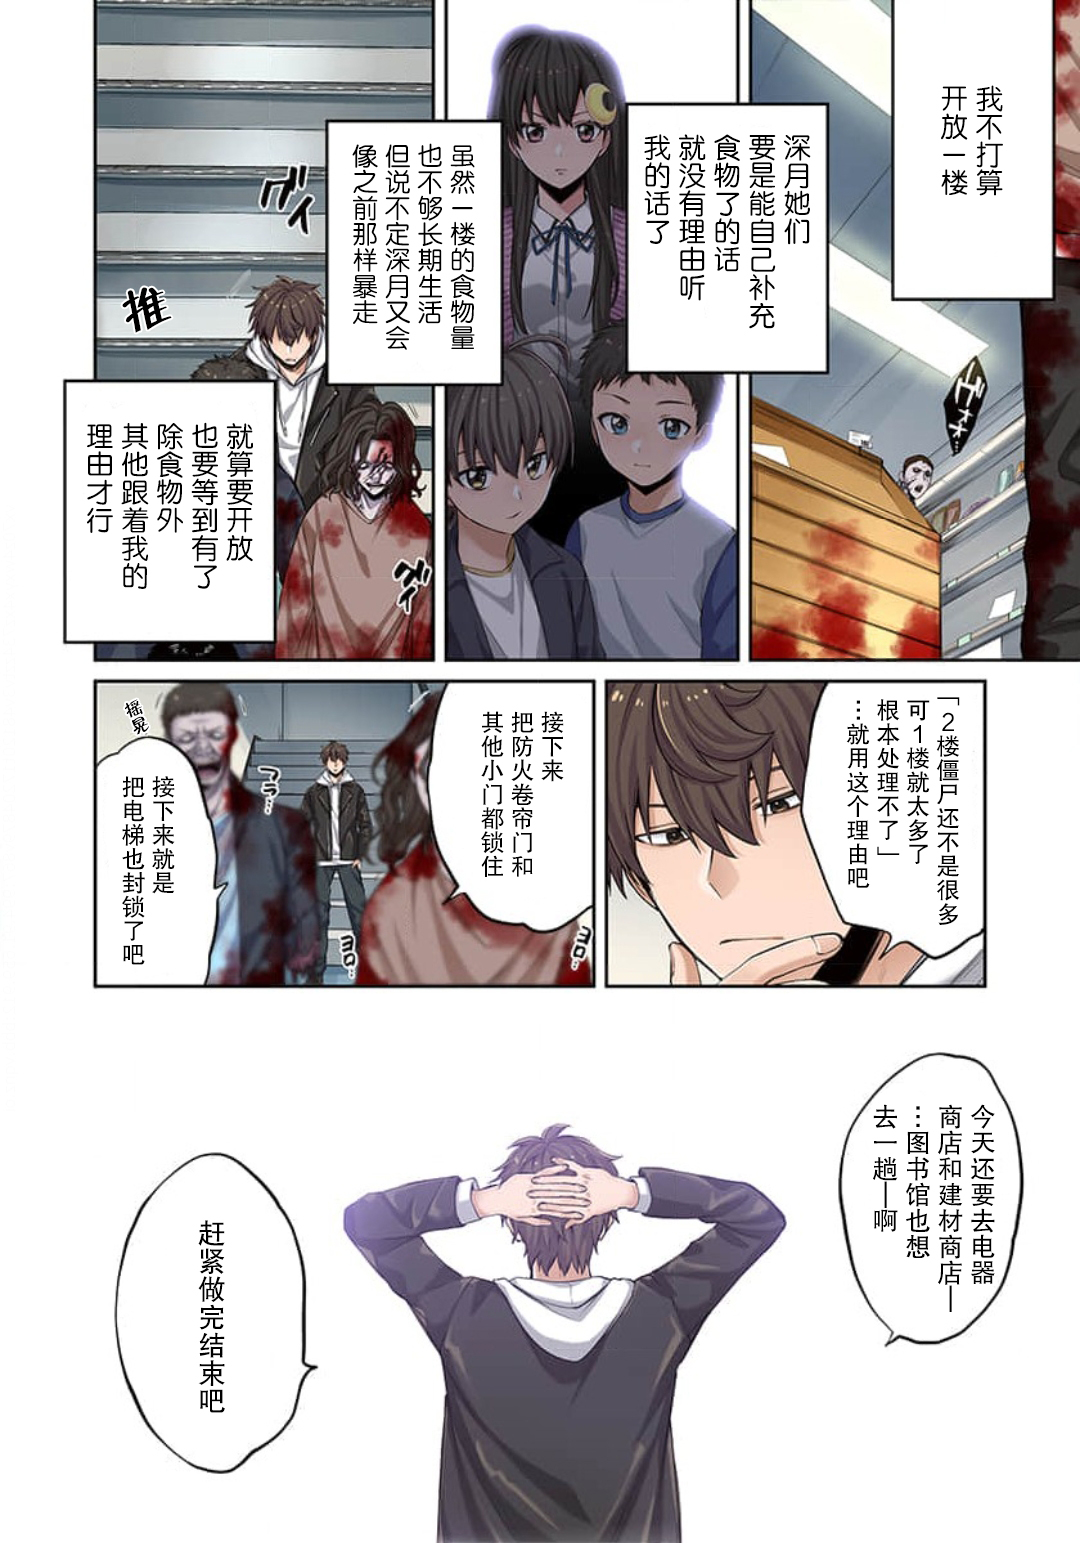 我不打算
开放一楼
深月她们
要是能自己补充
食物了的话
就没有理由听
我的话了
虽然一楼的食物量
也不够长期生活
但说不定深月又会
像之前那样暴走
推
就算要开放
也要等到有了
除食物外
其他跟着我的
理由才行
「2楼僵尸还不是很多
可1楼就太多了
根本处理不了」
…就用这个理由吧
接下来
把防火卷帘门和
其他小门都锁住
摇晃
フラ…
ヨロ…
ヨロ…
接下来就是
把电梯也封锁了吧
今天还要去电器
商店和建材商店—
…图书馆也想
去一趟—啊
赶紧做完结束吧